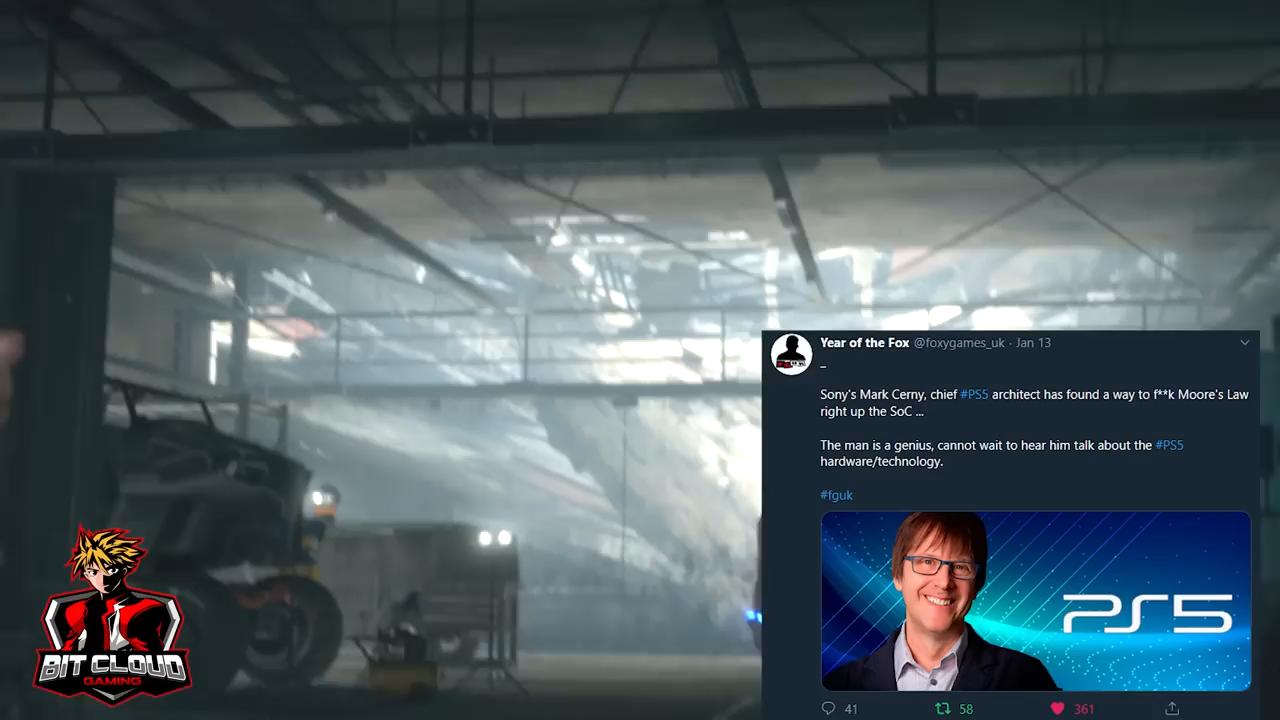 Year of the Fox @foxygames_uk · Jan 13
_
Sony's Mark Cerny, chief #PS5 architect has found a way to f**k Moore's Law
right up the SoC ...
The man is a genius, cannot wait to hear him talk about the #PS5
hardware/technology.
#fguk
PS5
41 58 361
BIT CLOUD
GAMING